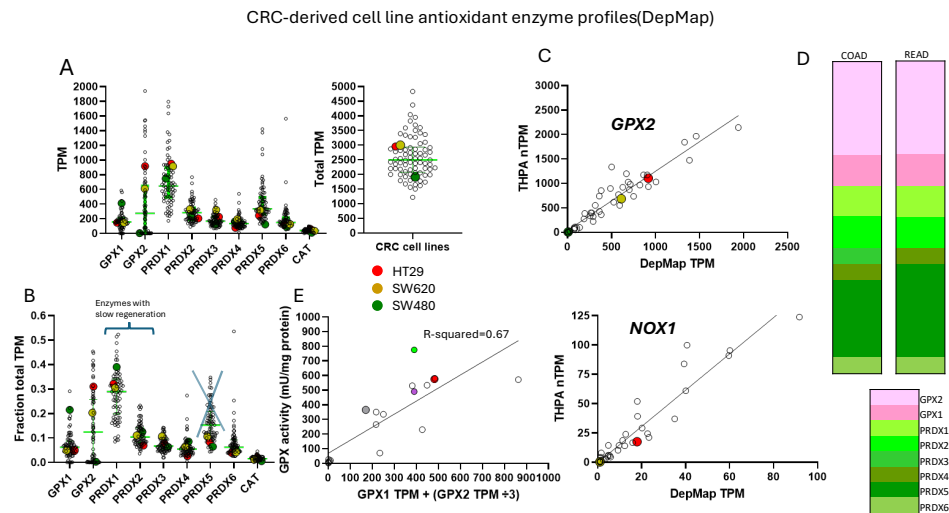 CRC-derived cell line antioxidant enzyme profiles(DepMap)
A
TPM
2000
1800
1600
1400
1200
1000
800
600
400
200
0
GPX1
GPX2
PRDX1
PRDX2
PRDX3
PRDX4
PRDX5
PRDX6
CAT
Total TPM
5000
4500
4000
3500
3000
2500
2000
1500
1000
500
0
CRC cell lines
HT29
SW620
SW480
B
Enzymes with
slow regeneration
Fraction total TPM
0.6
0.5
0.4
0.3
0.2
0.1
0.0
GPX1
GPX2
PRDX1
PRDX2
PRDX3
PRDX4
PRDX5
PRDX6
CAT
C
GPX2
THPA nTPM
3000
2500
2000
1500
1000
500
0
0 500 1000 1500 2000 2500
DepMap TPM
NOX1
THPA nTPM
125
100
75
50
25
0
0 20 40 60 80 100
DepMap TPM
D
COAD READ
GPX2
GPX1
PRDX1
PRDX2
PRDX3
PRDX4
PRDX5
PRDX6
E
R-squared=0.67
GPX activity (mU/mg protein)
1000
900
800
700
600
500
400
300
200
100
0
0 100 200 300 400 500 600 700 800 900 1000
GPX1 TPM + (GPX2 TPM ÷3)